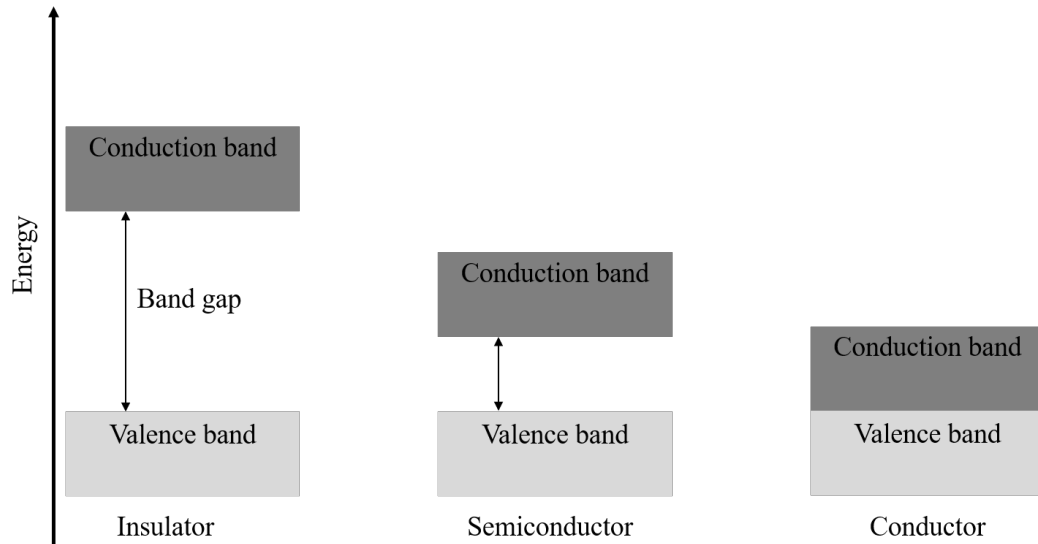 Energy
Conduction band
Band gap
Valence band
Insulator
Conduction band
Valence band
Semiconductor
Conduction band
Valence band
Conductor